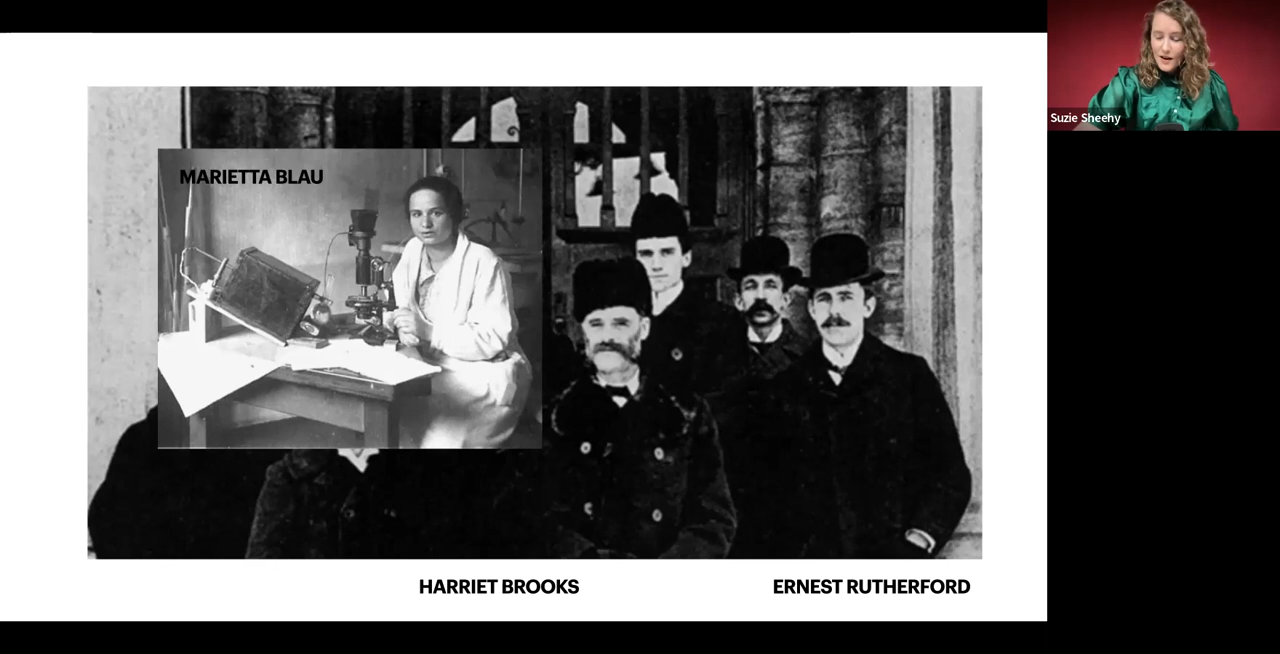 Suzie Sheehy
MARIETTA BLAU
HARRIET BROOKS
ERNEST RUTHERFORD